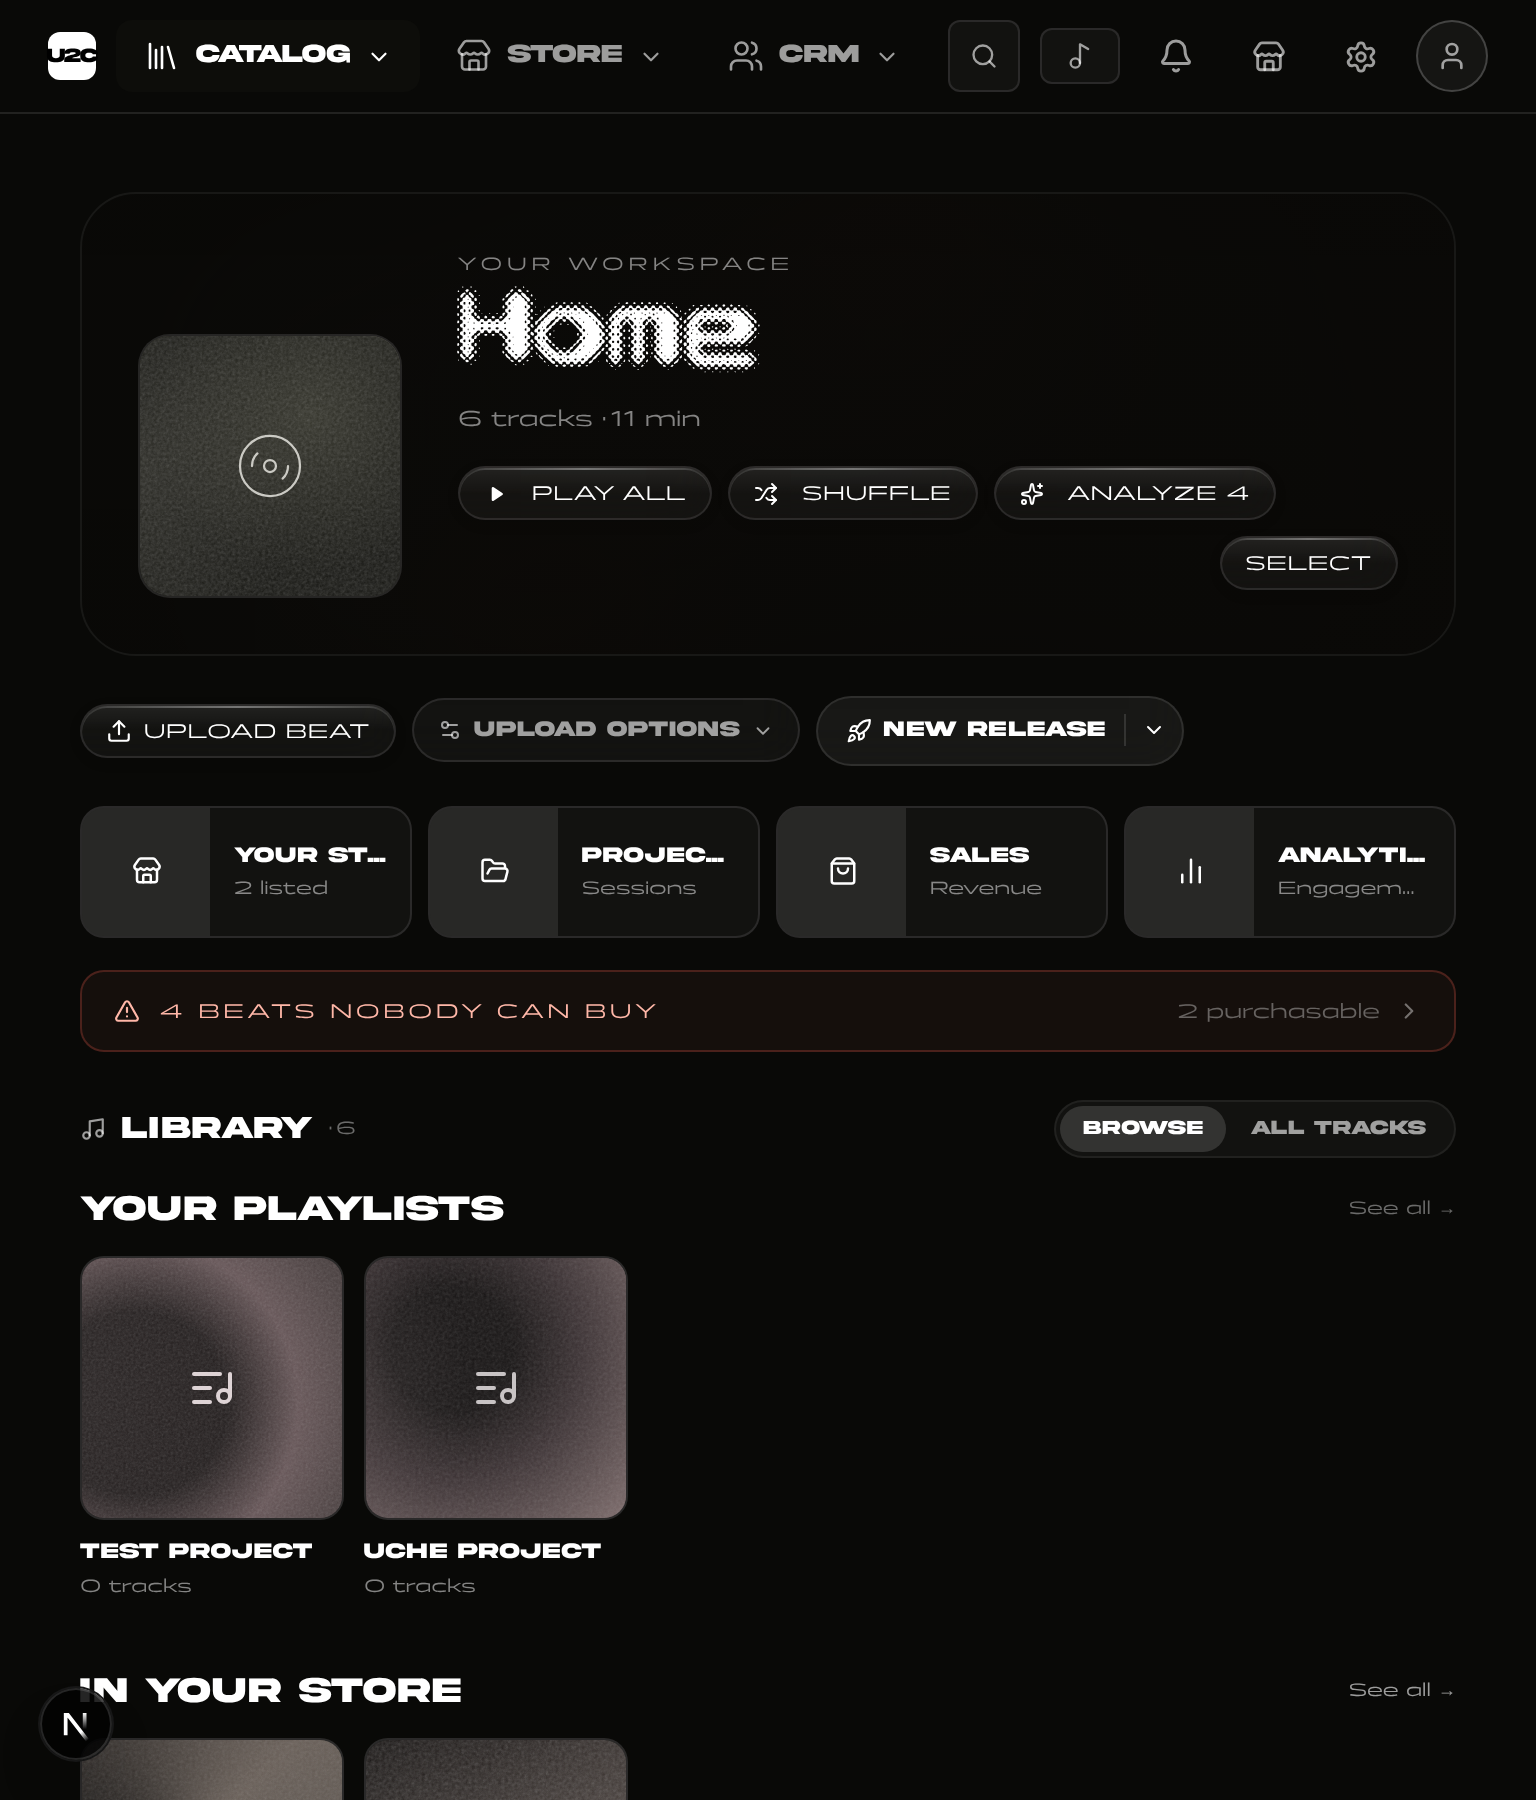 U2C CATALOG STORE CRM
YOUR WORKSPACE
Home
6 tracks · 11 min
PLAY ALL SHUFFLE ANALYZE 4
SELECT
UPLOAD BEAT UPLOAD OPTIONS NEW RELEASE
YOUR ST... PROJEC... SALES ANALYTI...
2 listed Sessions Revenue Engagem...
4 BEATS NOBODY CAN BUY 2 purchasable
LIBRARY · 6 BROWSE ALL TRACKS
YOUR PLAYLISTS See all →
TEST PROJECT UCHE PROJECT
0 tracks 0 tracks
IN YOUR STORE See all →
N